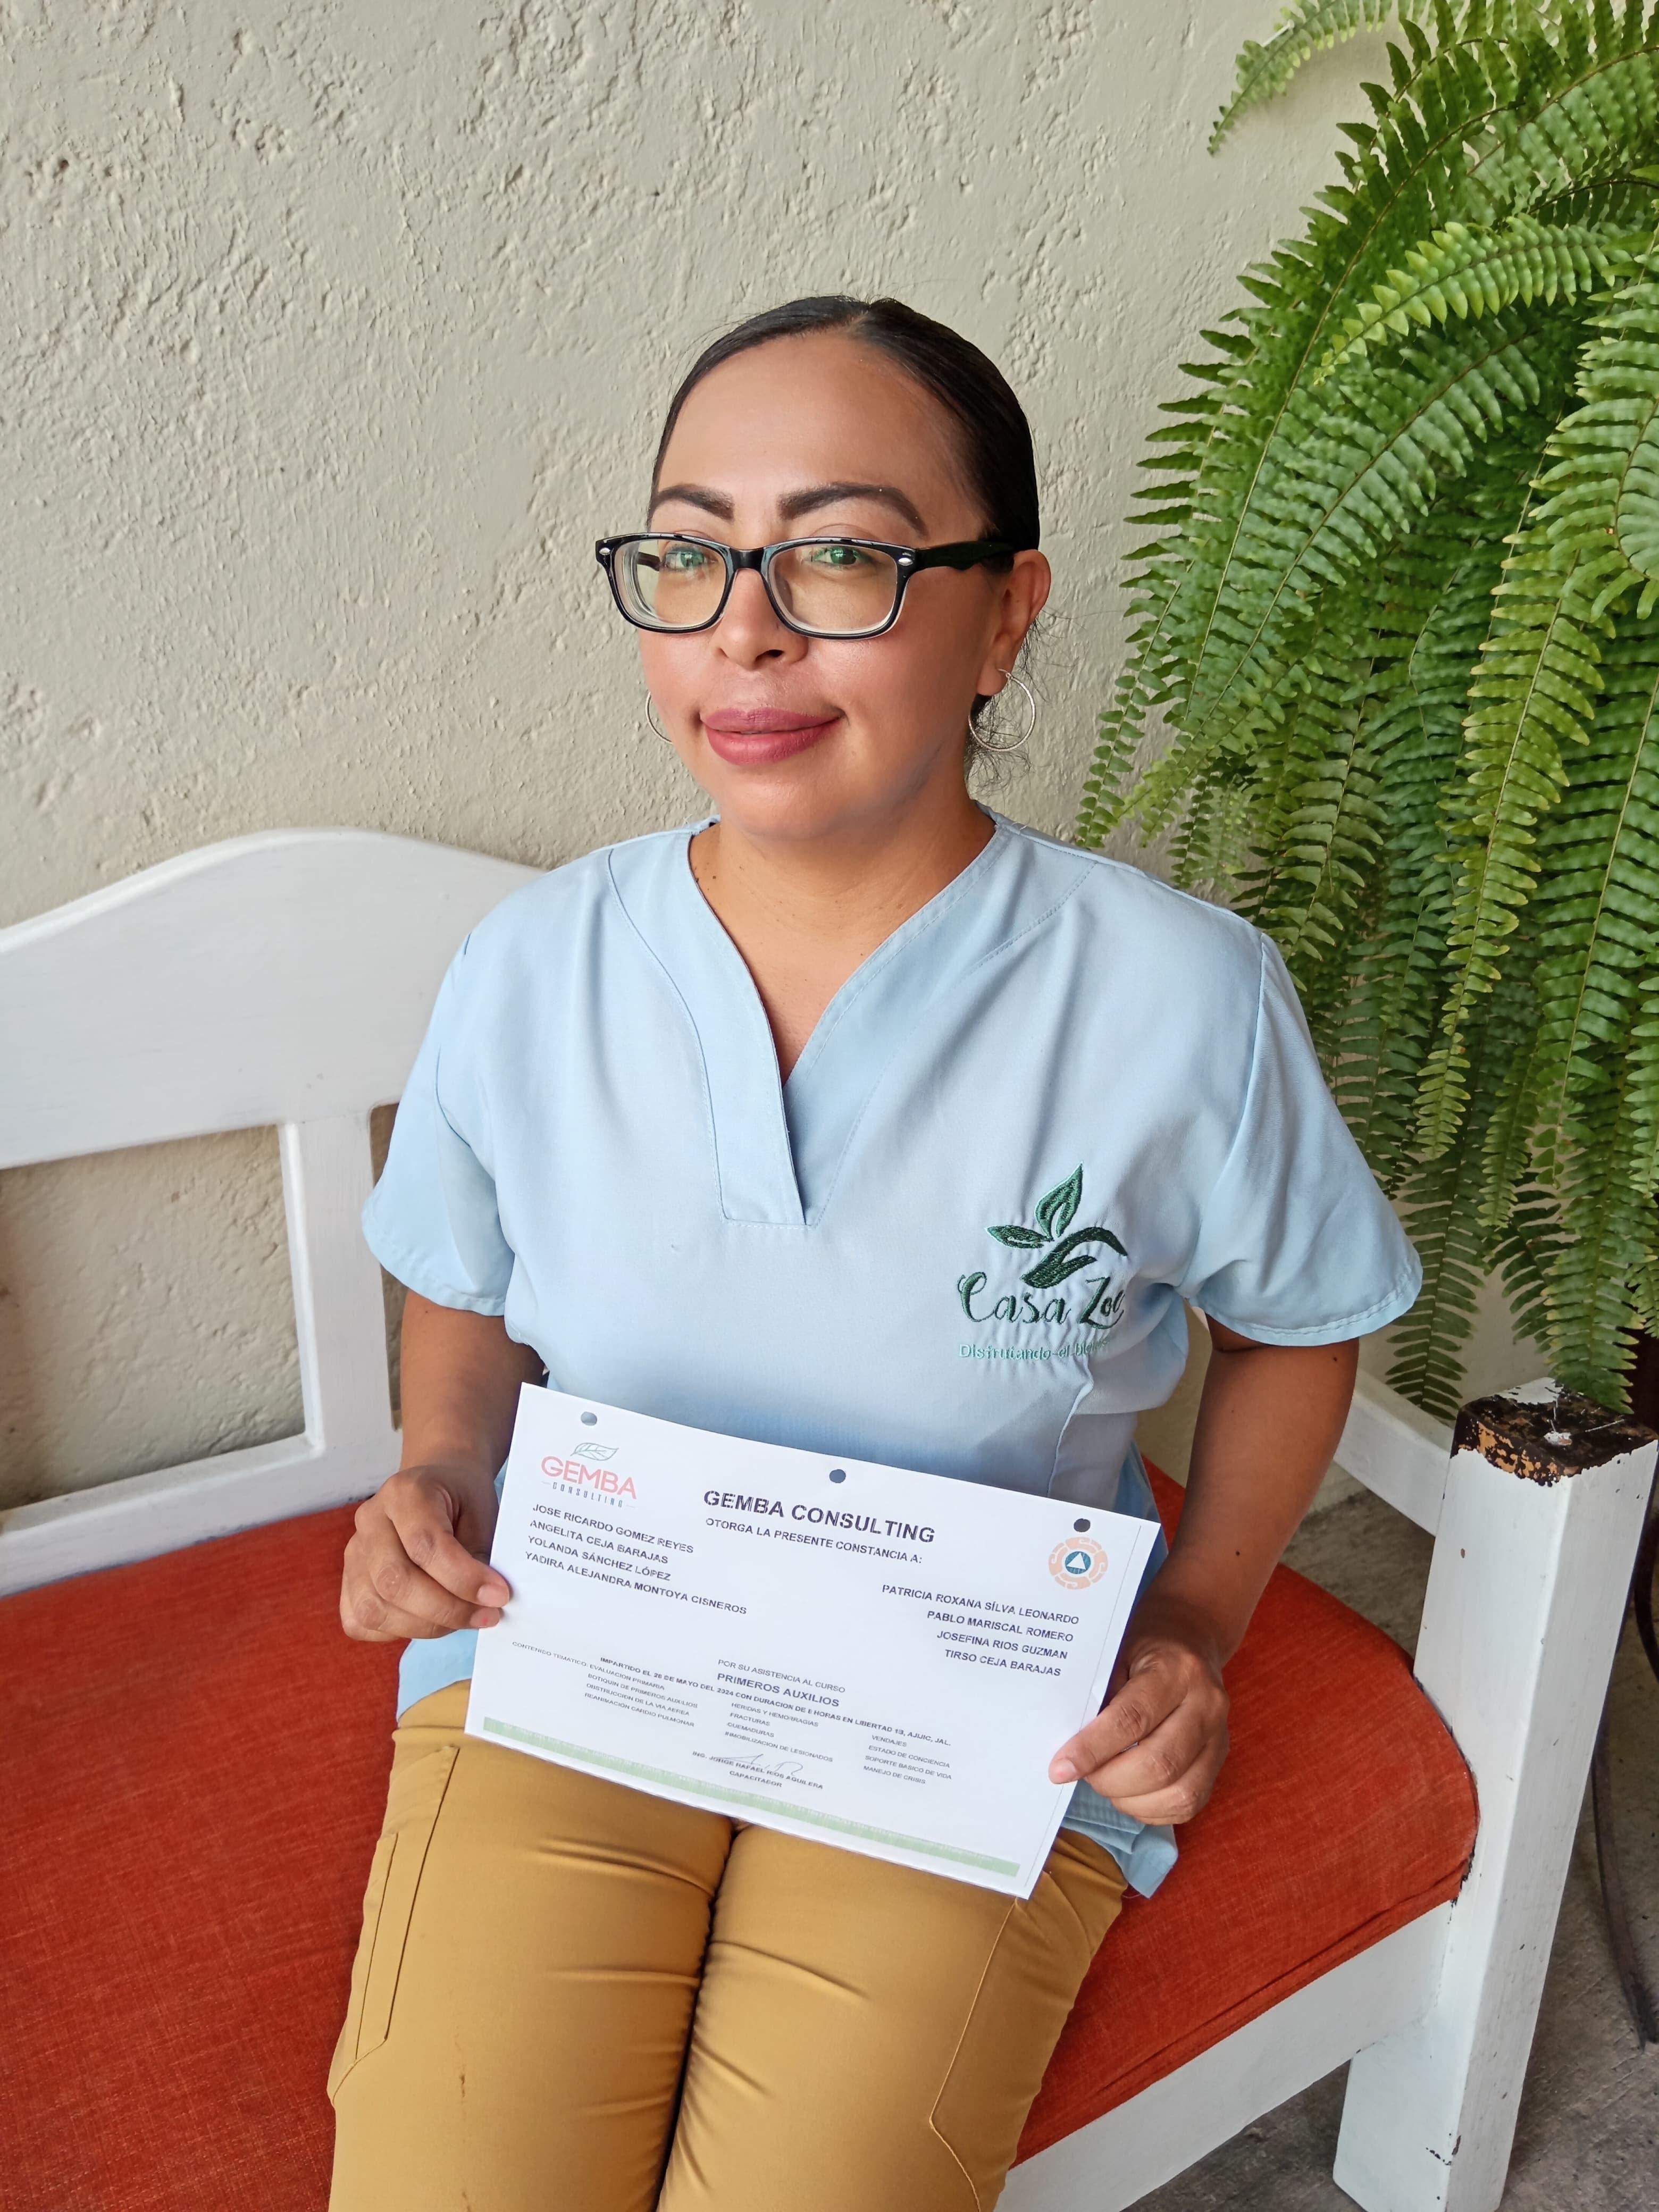 Casa Zoe
Disfrutando el
GEMBA
CONSULTING
GEMBA CONSULTING
OTORGA LA PRESENTE CONSTANCIA A:
JOSE RICARDO GOMEZ REYES
ANGELITA CEJA BARAJAS
YOLANDA SÁNCHEZ LÓPEZ
YADIRA ALEJANDRA MONTOYA CISNEROS
PATRICIA ROXANA SÍLVA LEONARDO
PABLO MARISCAL ROMERO
JOSEFINA RIOS GUZMAN
TIRSO CEJA BARAJAS
POR SU ASISTENCIA AL CURSO
PRIMEROS AUXILIOS
IMPARTIDO EL 26 DE MAYO DEL 2024 CON DURACION DE 8 HORAS EN LIBERTAD 13, AJIJIC, JAL.
CONTENIDO TEMATICO: EVALUACION PRIMARIA
BOTIQUIN DE PRIMEROS AUXILIOS
OBSTRUCCION DE LA VIA AEREA
REANIMACIÓN CARDIO PULMONAR
HERIDAS Y HEMORRAGIAS
FRACTURAS
QUEMADURAS
INMOBILIZACION DE LESIONADOS
VENDAJES
ESTADO DE CONCIENCIA
SOPORTE BASICO DE VIDA
MANEJO DE CRISIS
ING. JORGE RAFAEL RIOS AGUILERA
CAPACITADOR